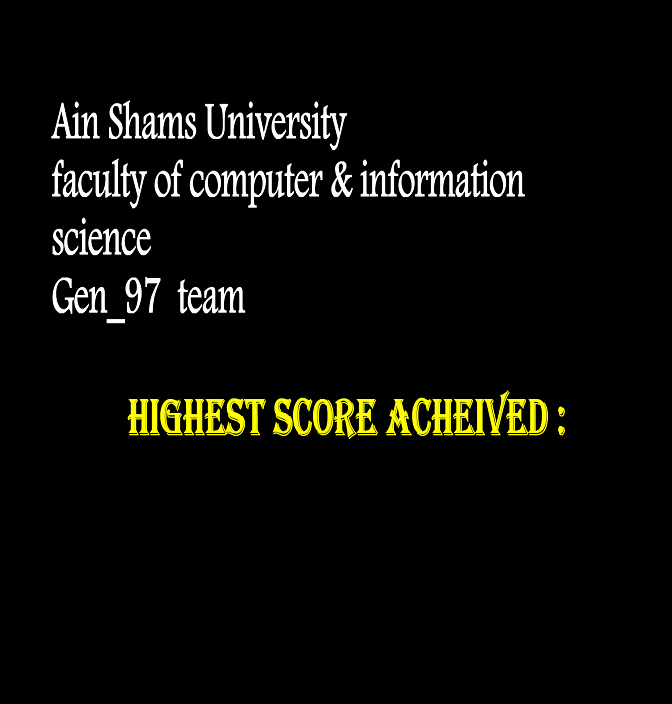 Ain Shams University
faculty of computer & information
science
Gen_97 team
HIGHEST SCORE ACHEIVED :